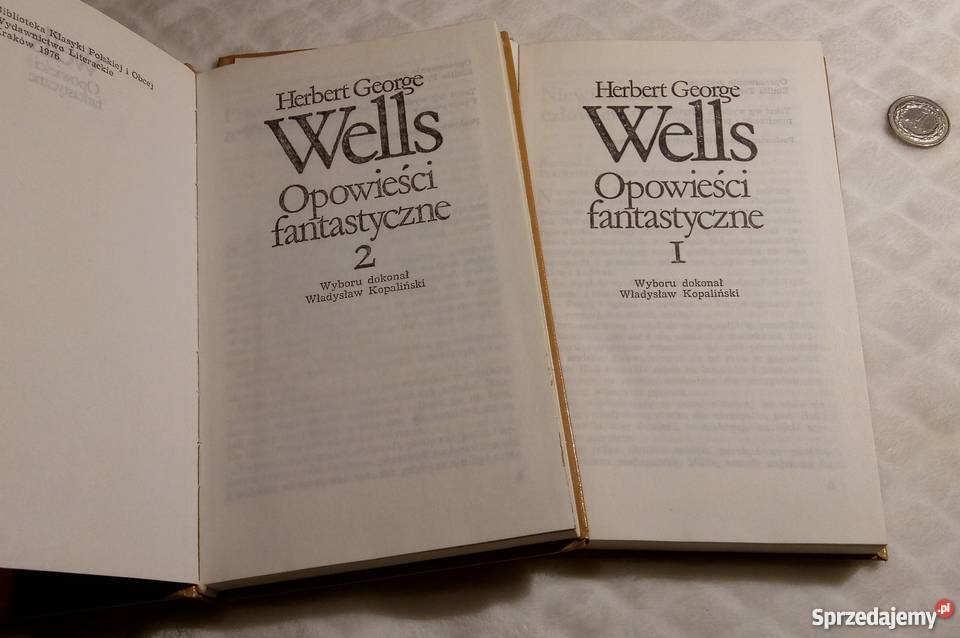 Biblioteka Klasyki Polskiej i Obcej
Wydawnictwo Literackie
Kraków 1976
Herbert George
Wells
Opowieści
fantastyczne
2
Wyboru dokonał
Władysław Kopaliński
Herbert George
Wells
Opowieści
fantastyczne
1
Wyboru dokonał
Władysław Kopaliński
Sprzedajemy.pl